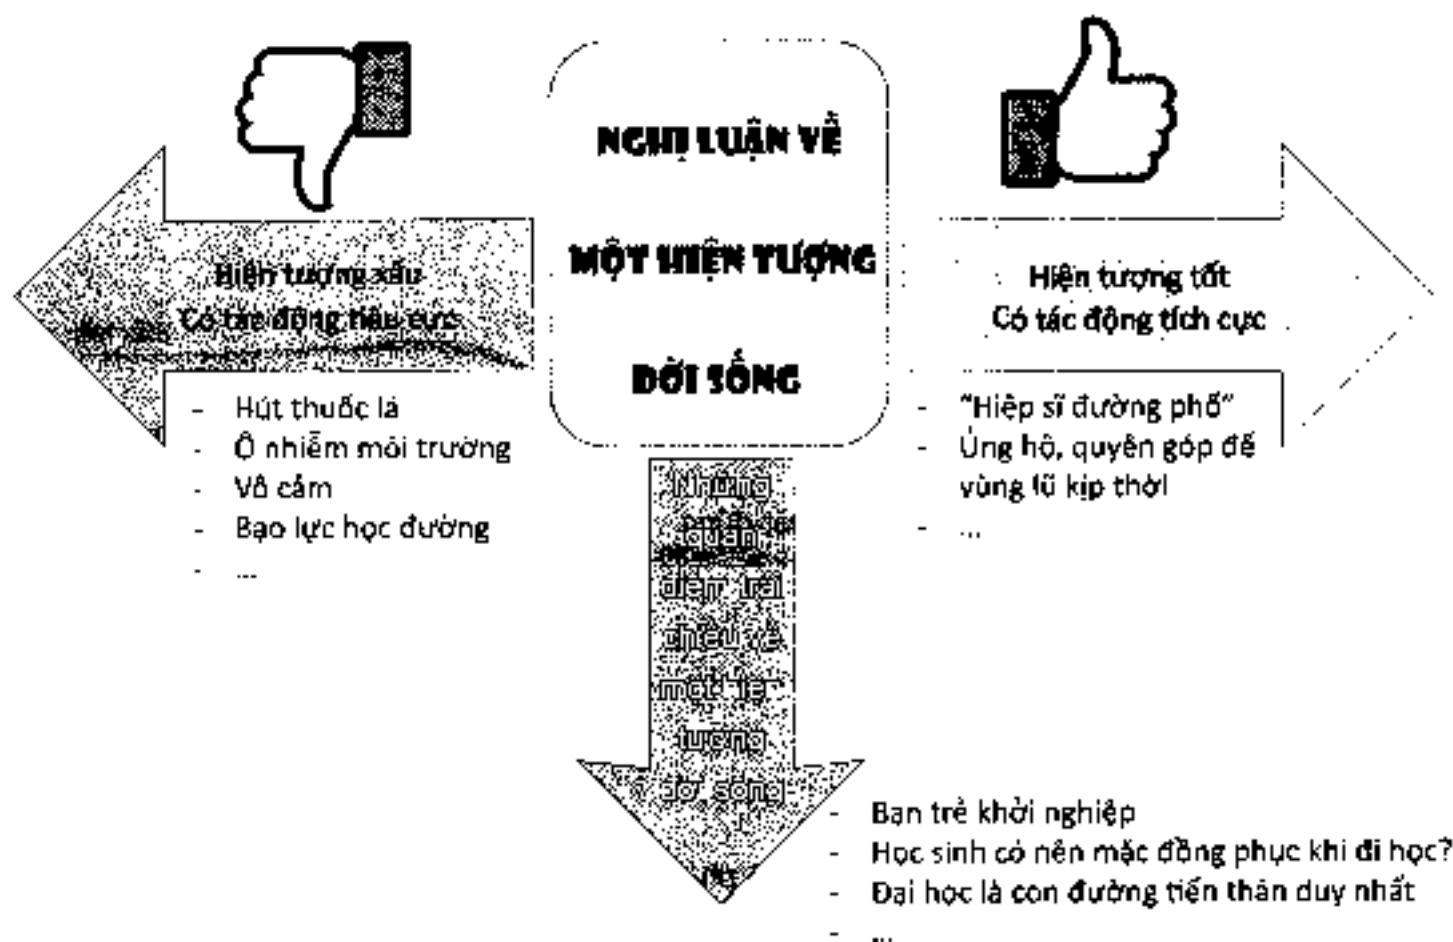 NGHỊ LUẬN VỀ
MỘT HIỆN TƯỢNG
ĐỜI SỐNG
Hiện tượng xấu
Có tác động tiêu cực
- Hút thuốc lá
- Ô nhiễm môi trường
- Vô cảm
- Bạo lực học đường
- ...
Hiện tượng tốt
Có tác động tích cực
- "Hiệp sĩ đường phố"
- Ủng hộ, quyên góp để
vùng lũ kịp thời
- ...
Những
quan
điểm trái
chiều về
một hiện
tượng
đời sống
- Bạn trẻ khởi nghiệp
- Học sinh có nên mặc đồng phục khi đi học?
- Đại học là con đường tiến thân duy nhất
- ...